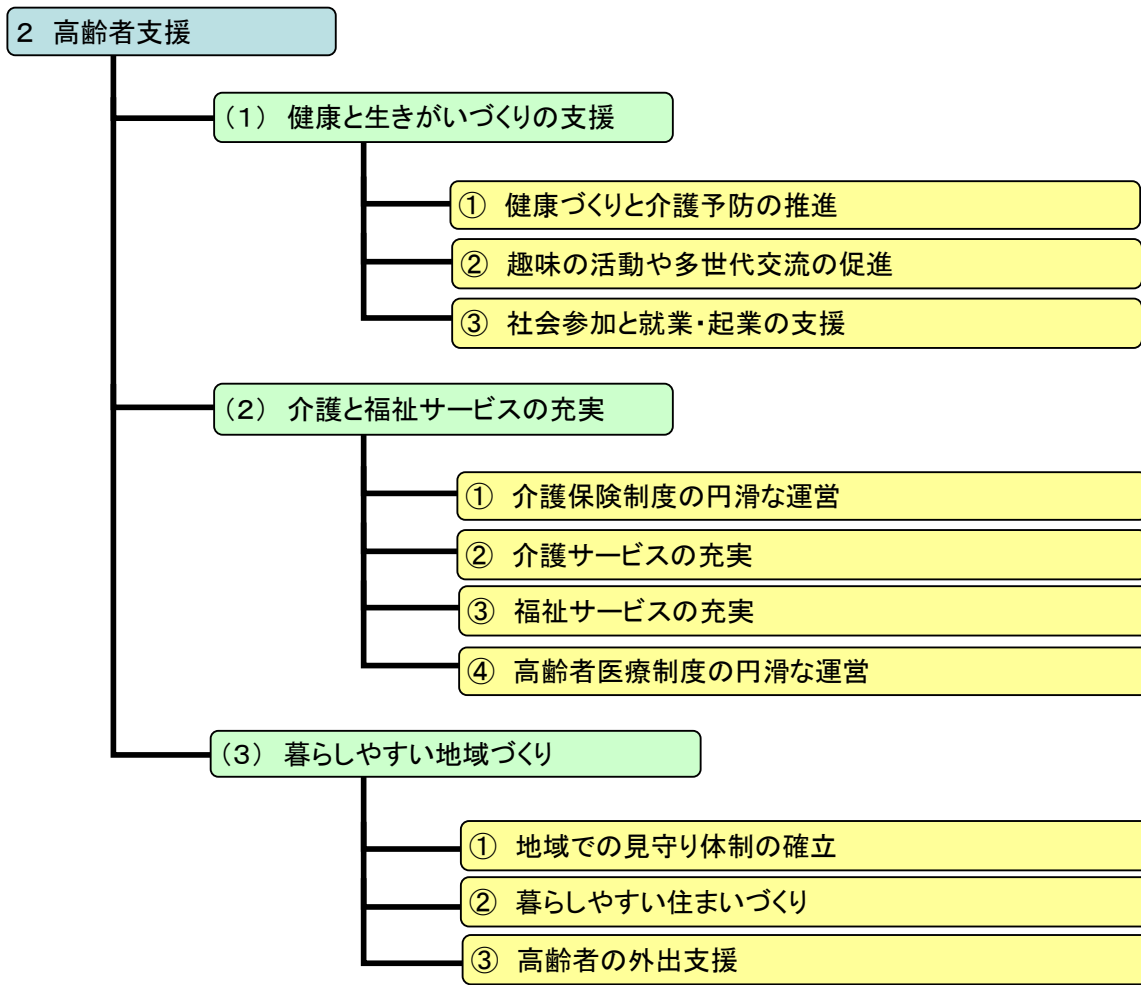 ２　高齢者支援
（１）　健康と生きがいづくりの支援
①　健康づくりと介護予防の推進
②　趣味の活動や多世代交流の促進
③　社会参加と就業・起業の支援
（２）　介護と福祉サービスの充実
①　介護保険制度の円滑な運営
②　介護サービスの充実
③　福祉サービスの充実
④　高齢者医療制度の円滑な運営
（３）　暮らしやすい地域づくり
①　地域での見守り体制の確立
②　暮らしやすい住まいづくり
③　高齢者の外出支援